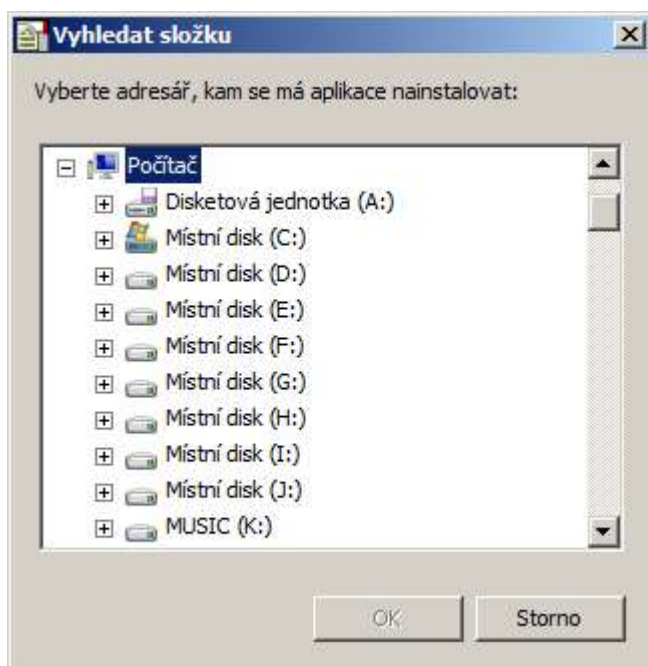 Vyhledat složku
Vyberte adresář, kam se má aplikace nainstalovat:
Počítač
Disketová jednotka (A:)
Místní disk (C:)
Místní disk (D:)
Místní disk (E:)
Místní disk (F:)
Místní disk (G:)
Místní disk (H:)
Místní disk (I:)
Místní disk (J:)
MUSIC (K:)
OK
Storno